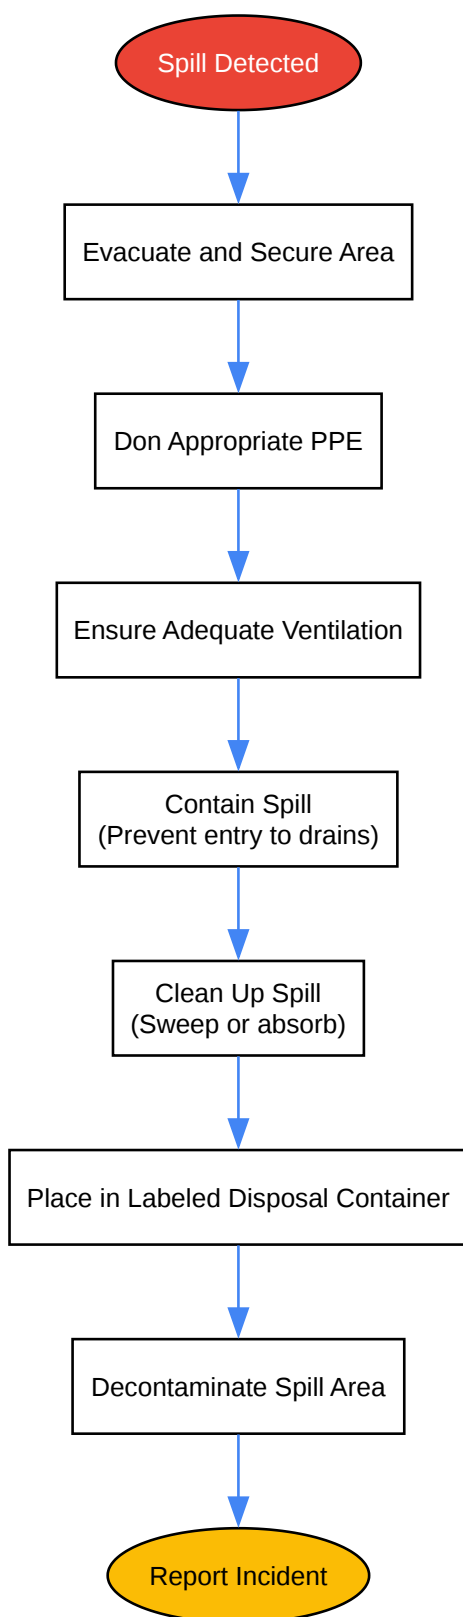 Spill Detected
Evacuate and Secure Area
Don Appropriate PPE
Ensure Adequate Ventilation
Contain Spill
(Prevent entry to drains)
Clean Up Spill
(Sweep or absorb)
Place in Labeled Disposal Container
Decontaminate Spill Area
Report Incident